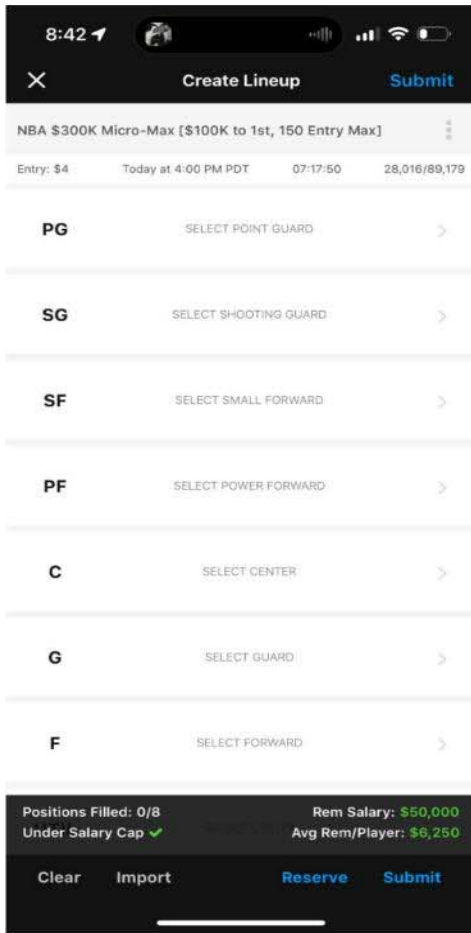 8:42
Create Lineup Submit
NBA $300K Micro-Max [$100K to 1st, 150 Entry Max]
Entry: $4 Today at 4:00 PM PDT 07:17:50 28,016/89,179
PG SELECT POINT GUARD
SG SELECT SHOOTING GUARD
SF SELECT SMALL FORWARD
PF SELECT POWER FORWARD
C SELECT CENTER
G SELECT GUARD
F SELECT FORWARD
Positions Filled: 0/8 Rem Salary: $50,000
Under Salary Cap Avg Rem/Player: $6,250
Clear Import Reserve Submit